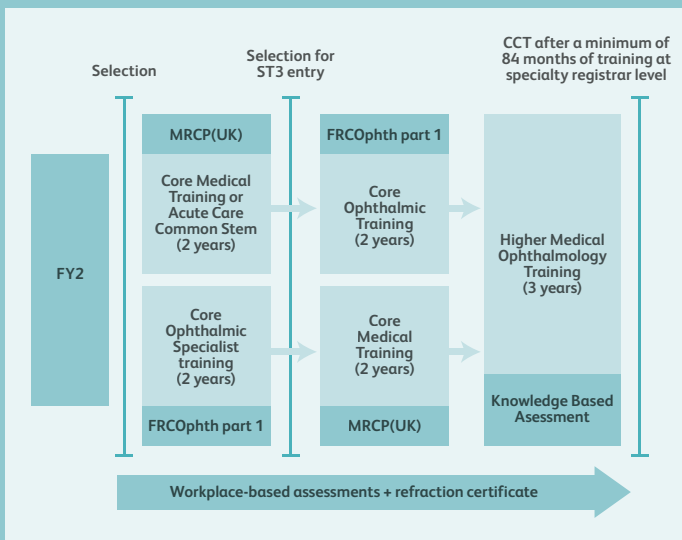 Selection
Selection for
ST3 entry
CCT after a minimum of
84 months of training at
specialty registrar level
FY2
MRCP(UK)
Core Medical
Training or
Acute Care
Common Stem
(2 years)
Core
Ophthalmic
Specialist
training
(2 years)
FRCOphth part 1
FRCOphth part 1
Core
Ophthalmic
Training
(2 years)
Core
Medical
Training
(2 years)
MRCP(UK)
Higher Medical
Ophthalmology
Training
(3 years)
Knowledge Based
Asessment
Workplace-based assessments + refraction certificate